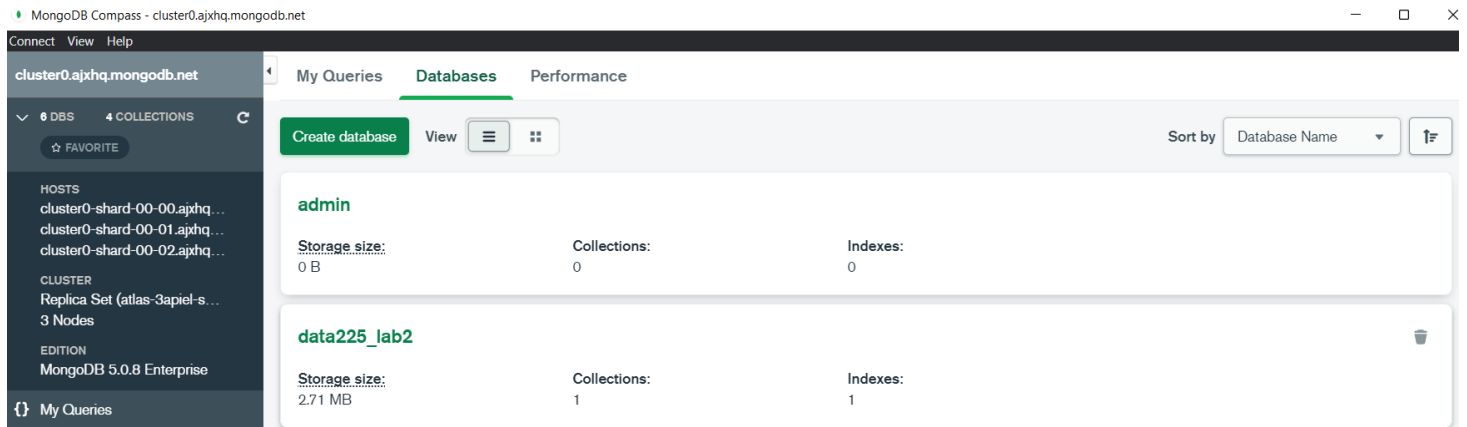 MongoDB Compass - cluster0.ajxhq.mongodb.net
Connect View Help
cluster0.ajxhq.mongodb.net
My Queries Databases Performance
6 DBS 4 COLLECTIONS
FAVORITE
Create database View Sort by Database Name
HOSTS
cluster0-shard-00-00.ajxhq...
cluster0-shard-00-01.ajxhq...
cluster0-shard-00-02.ajxhq...
CLUSTER
Replica Set (atlas-3apiel-s...
3 Nodes
EDITION
MongoDB 5.0.8 Enterprise
{} My Queries
admin
Storage size: Collections: Indexes:
0 B 0 0
data225_lab2
Storage size: Collections: Indexes:
2.71 MB 1 1